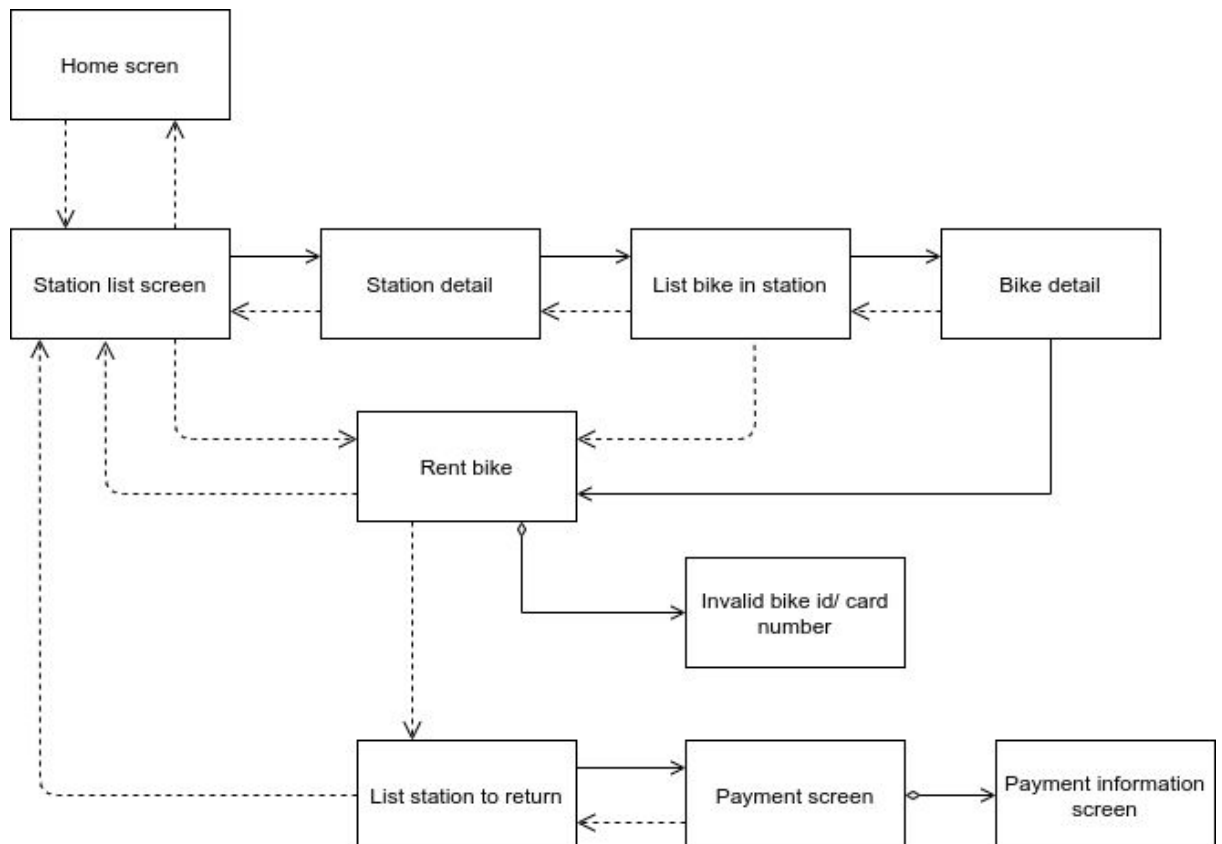 Home scren
Station list screen
Station detail
List bike in station
Bike detail
Rent bike
Invalid bike id/ card
number
List station to return
Payment screen
Payment information
screen